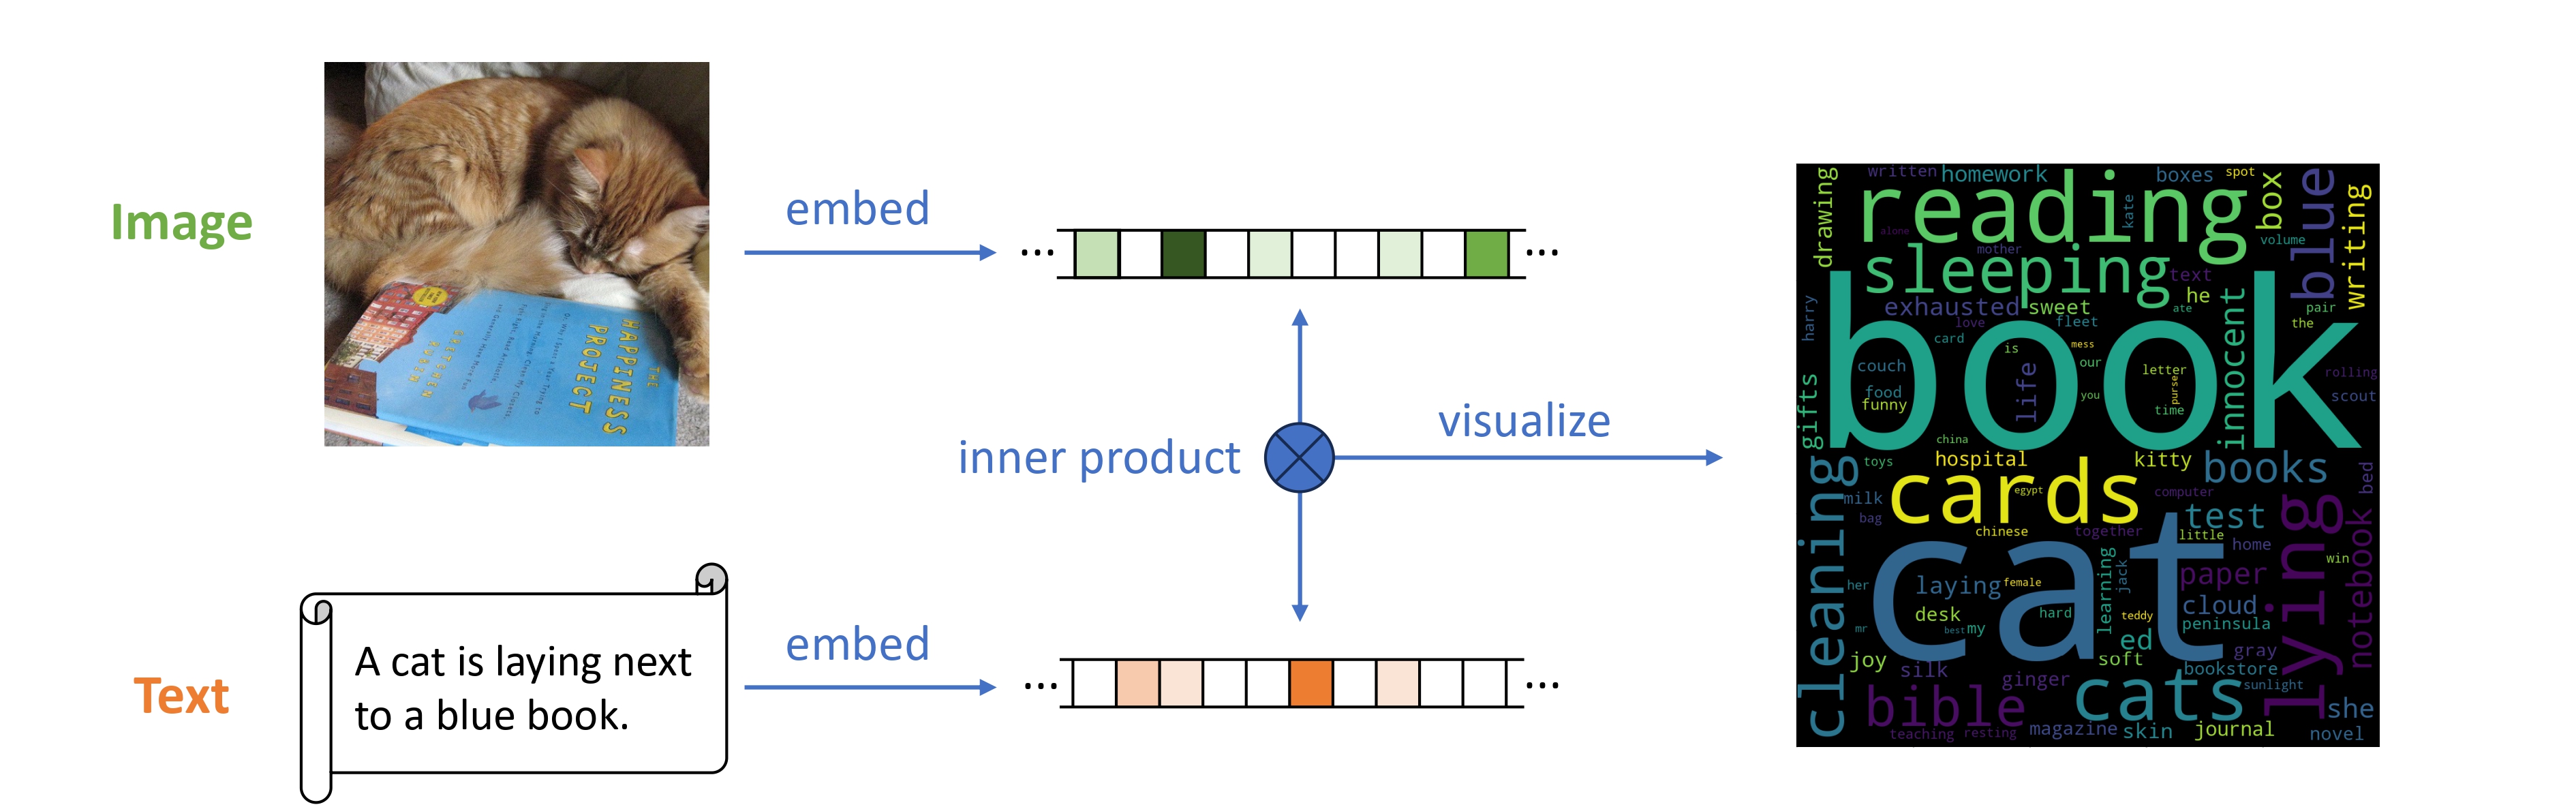 Image
embed
THE
HAPPINESS
PROJECT
GRETCHEN
RUBIN
inner product
visualize
Text
A cat is laying next
to a blue book.
embed
written
homework
boxes
spot
drawing
reading
kate
box
blue
writing
alone
mother
volume
sleeping
text
he
harry
exhausted
sweet
ate
pair
love
fleet
the
card
is
mess
innocent
book
couch
life
our
letter
purse
rolling
food
funny
you
time
scout
gifts
china
toys
hospital
kitty
books
bed
cleaning
milk
cards
egypt
computer
bag
chinese
together
test
little
lying
notebook
home
win
cat
her
laying
female
learning
jack
paper
desk
hard
teddy
cloud
mr
best
my
peninsula
ed
joy
silk
soft
gray
bookstore
ginger
sunlight
bible
cats
she
teaching
resting
magazine
skin
journal
novel